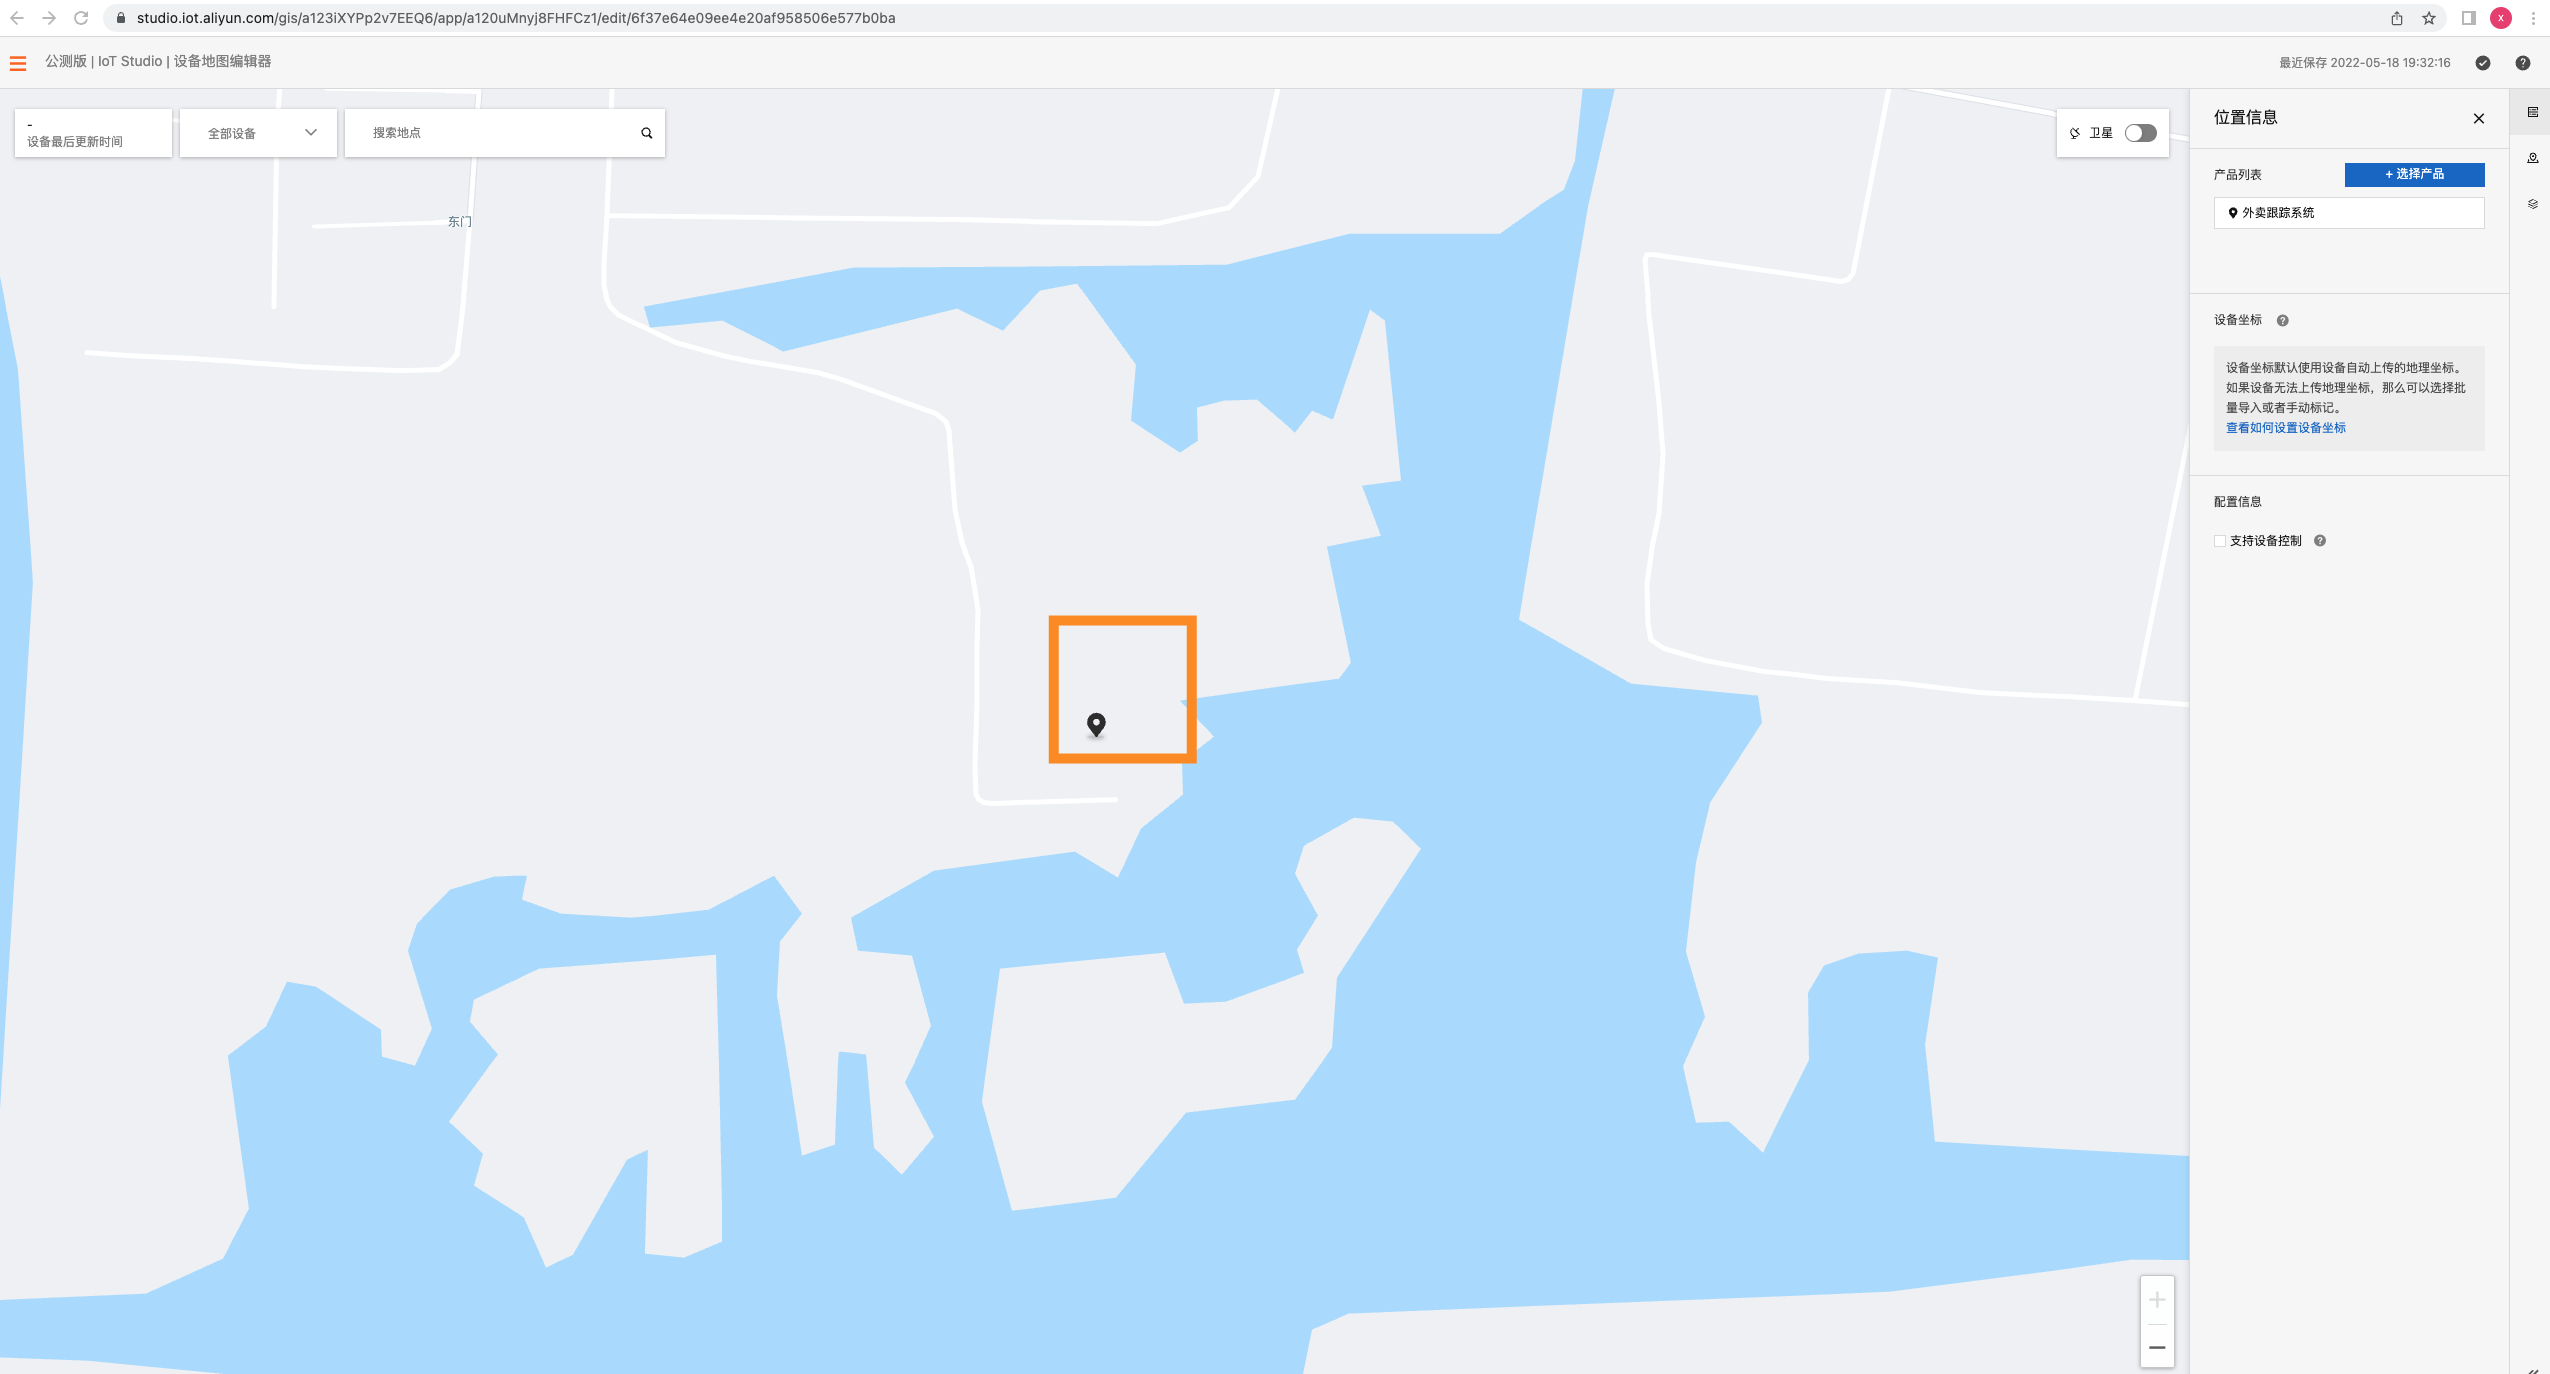 studio.iot.aliyun.com/gis/a123iXYPp2v7EEQ6/app/a120uMnyj8FHFCz1/edit/6f37e64e09ee4e20af958506e577b0ba
X
公测版 | IoT Studio | 设备地图编辑器
最近保存 2022-05-18 19:32:16
-
设备最后更新时间
全部设备
搜索地点
卫星
东门
位置信息
产品列表
+ 选择产品
外卖跟踪系统
设备坐标
设备坐标默认使用设备自动上传的地理坐标。
如果设备无法上传地理坐标，那么可以选择批
量导入或者手动标记。
查看如何设置设备坐标
配置信息
支持设备控制